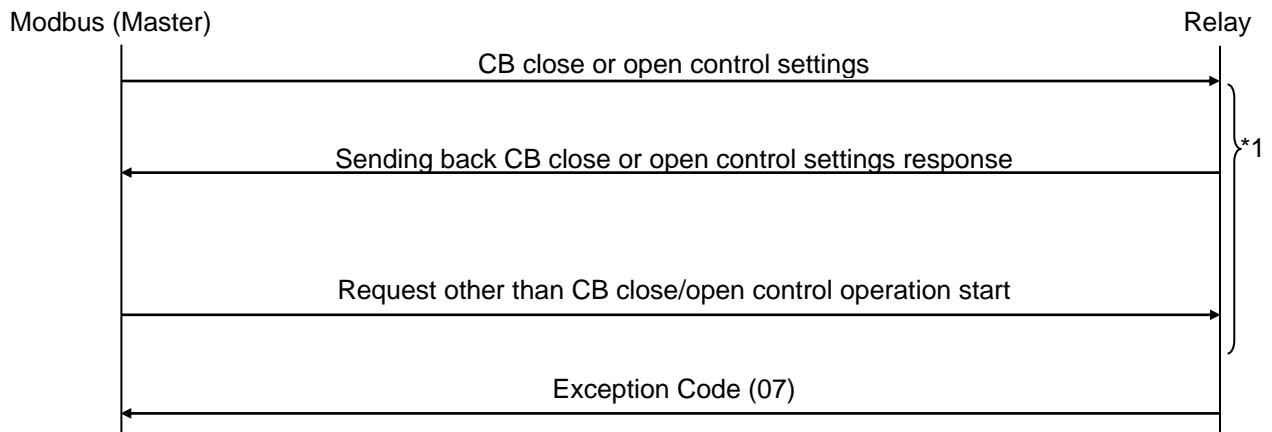 Modbus (Master)
Relay
CB close or open control settings
*1
Sending back CB close or open control settings response
Request other than CB close/open control operation start
Exception Code (07)